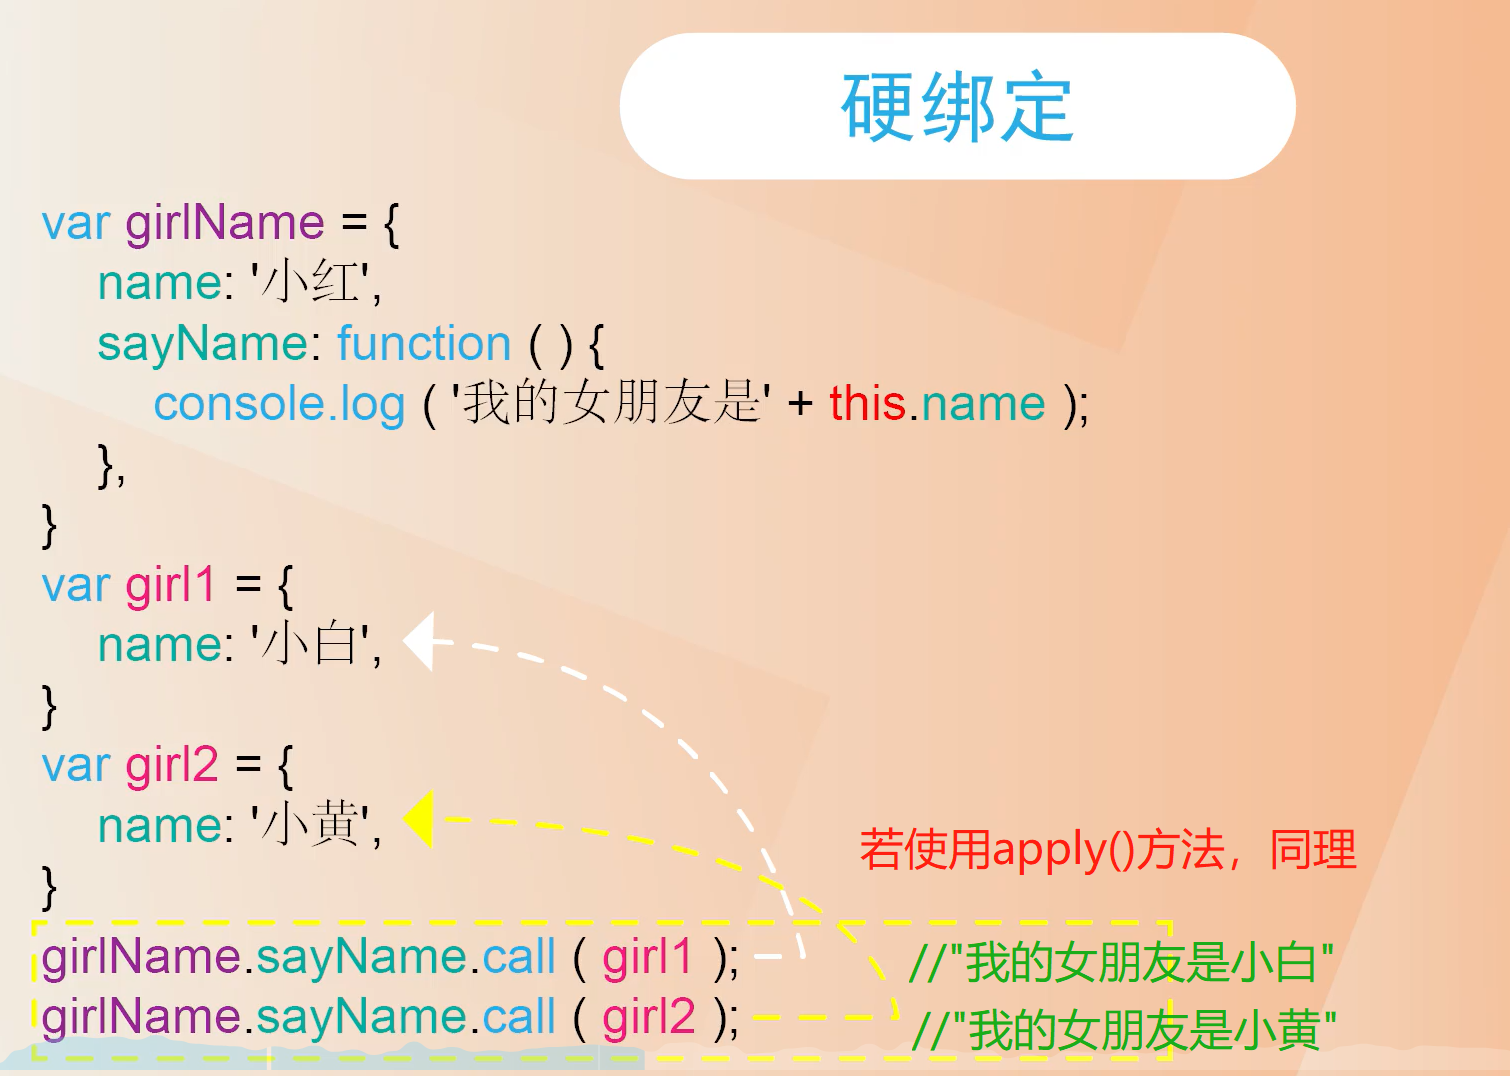 硬绑定
var girlName = {
name: '小红',
sayName: function ( ) {
console.log ( '我的女朋友是' + this.name );
},
}
var girl1 = {
name: '小白',
}
var girl2 = {
name: '小黄',
}
若使用apply()方法，同理
girlName.sayName.call ( girl1 ); //"我的女朋友是小白"
girlName.sayName.call ( girl2 ); //"我的女朋友是小黄"